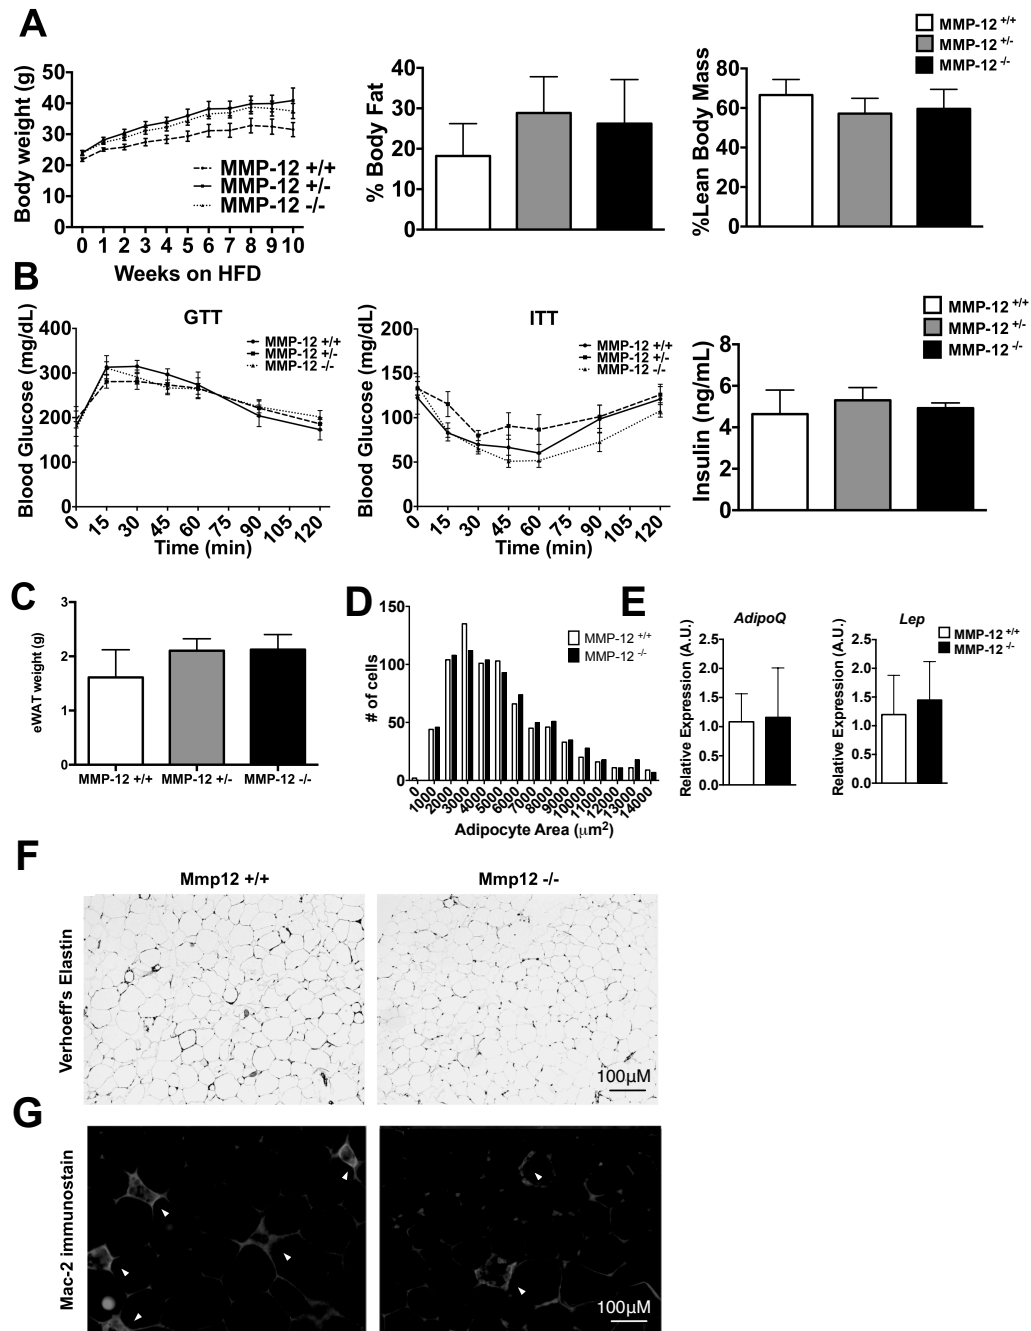 A
MMP-12 +/+
MMP-12 +/-
MMP-12 -/-
Body weight (g)
50
40
30
20
10
0
MMP-12 +/+
MMP-12 +/-
MMP-12 -/-
0 1 2 3 4 5 6 7 8 9 10
Weeks on HFD
% Body Fat
40
30
20
10
0
%Lean Body Mass
80
60
40
20
0
B
GTT
Blood Glucose (mg/dL)
400
300
200
100
0
MMP-12 +/+
MMP-12 +/-
MMP-12 -/-
0 15 30 45 60 75 90 105 120
Time (min)
ITT
Blood Glucose (mg/dL)
200
150
100
50
0
MMP-12 +/+
MMP-12 +/-
MMP-12 -/-
0 15 30 45 60 75 90 105 120
Time (min)
MMP-12 +/+
MMP-12 +/-
MMP-12 -/-
Insulin (ng/mL)
8
6
4
2
0
C
eWAT weight (g)
3
2
1
0
MMP-12 +/+ MMP-12 +/- MMP-12 -/-
D
# of cells
150
100
50
0
MMP-12 +/+
MMP-12 -/-
0 1000 2000 3000 4000 5000 6000 7000 8000 9000 10000 11000 12000 13000 14000
Adipocyte Area (μm2)
E
AdipoQ
Relative Expression (A.U.)
2.5
2.0
1.5
1.0
0.5
0.0
Lep
Relative Expression (A.U.)
2.5
2.0
1.5
1.0
0.5
0.0
MMP-12 +/+
MMP-12 -/-
F
Mmp12 +/+ Mmp12 -/-
Verhoeff's Elastin
100μM
G
Mac-2 immunostain
100μM